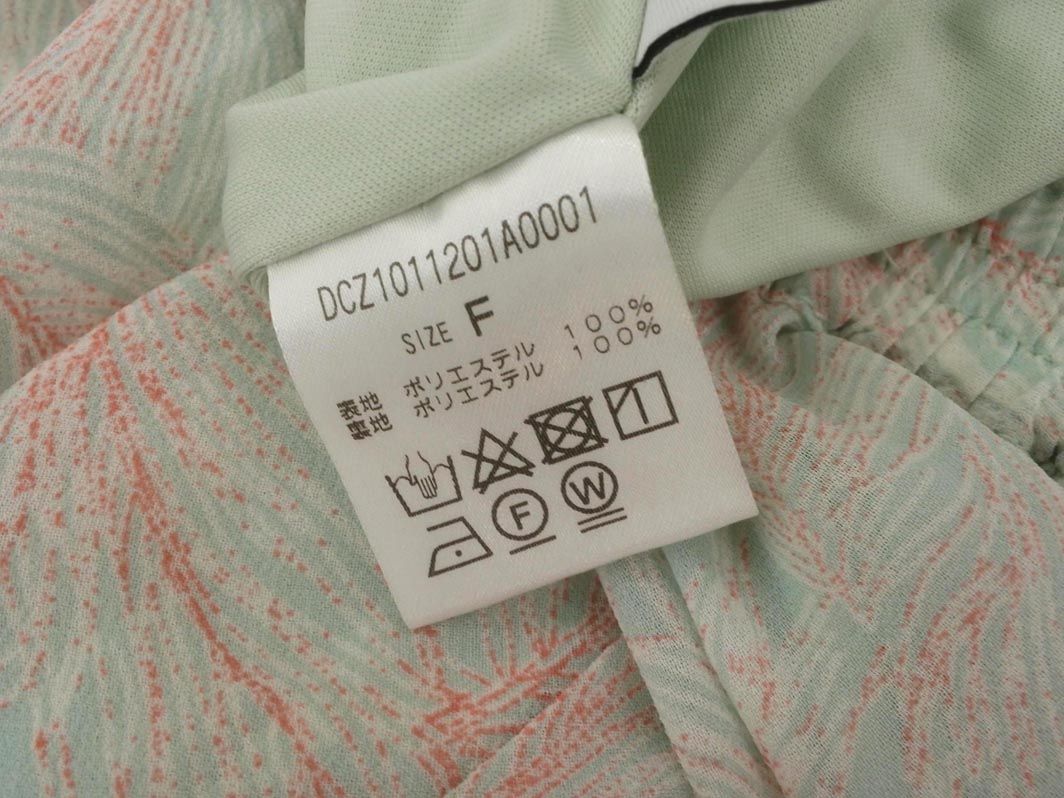 DCZ1011201A0001
SIZE F
表地 ポリエステル 100%
裏地 ポリエステル 100%
F
W